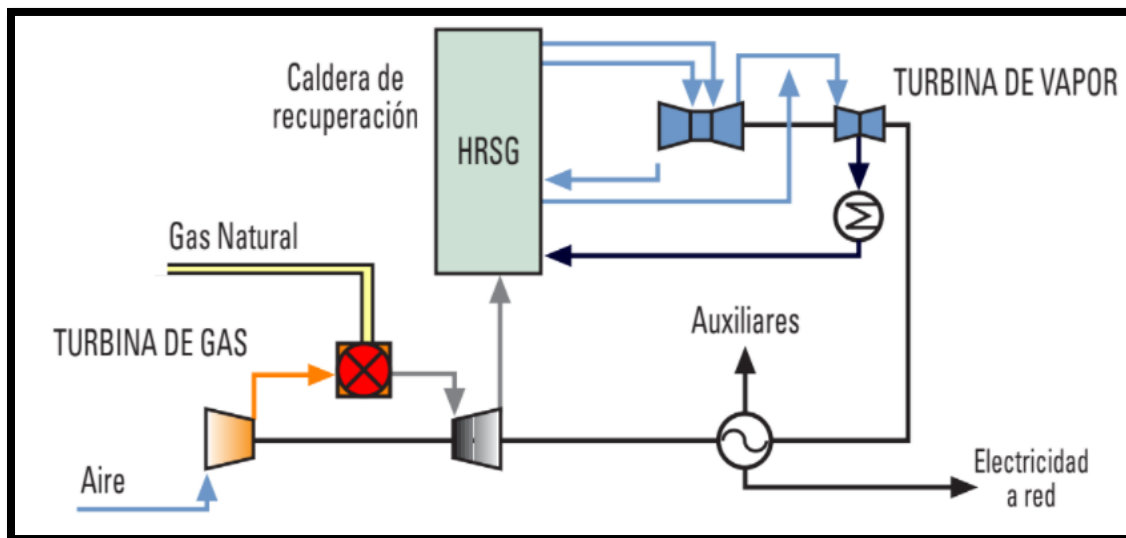 Caldera de
recuperación
HRSG
TURBINA DE VAPOR
Gas Natural
TURBINA DE GAS
Auxiliares
Aire
Electricidad
a red